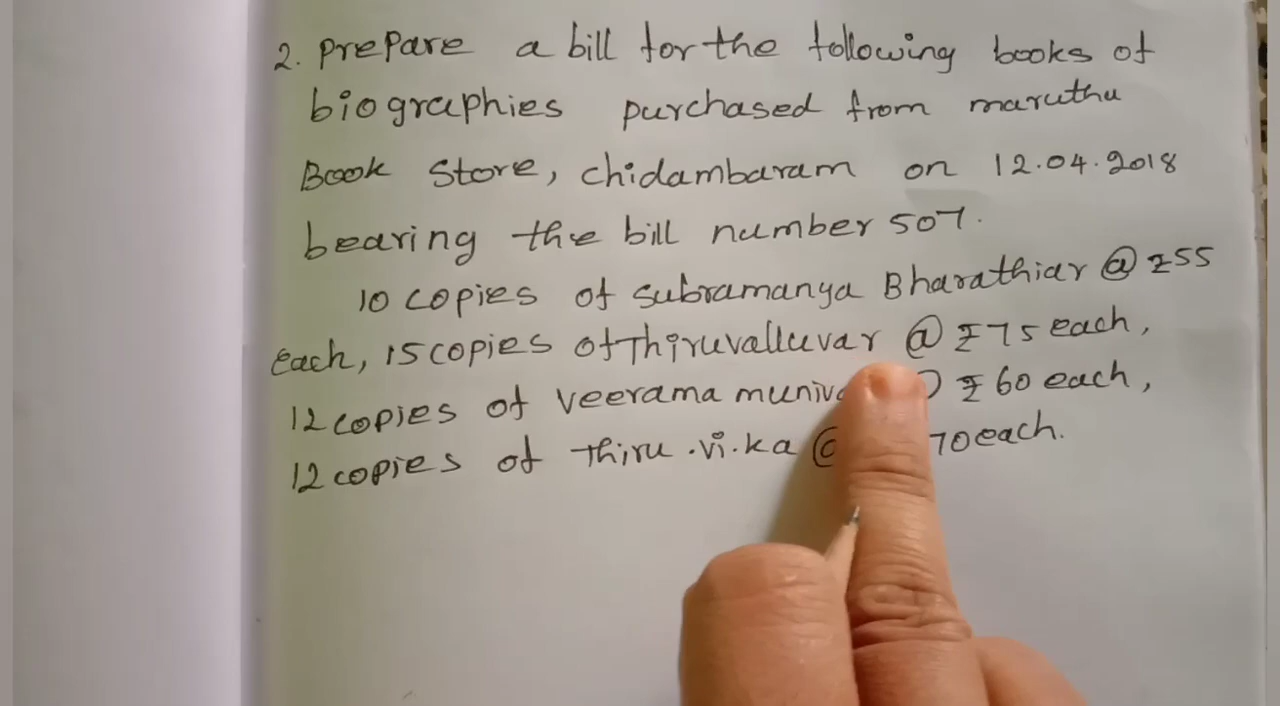 2. Prepare a bill for the following books of
biographies purchased from maruthu
Book Store, chidambaram on 12.04.2018
bearing the bill number 507.
10 copies of subramanya Bharathiar @ ₹55
each, 15 copies of Thiruvalluvar @ ₹75 each,
12 copies of veerama ₹60 each,
12 copies of Thiru.vi.ka @ 70 each.